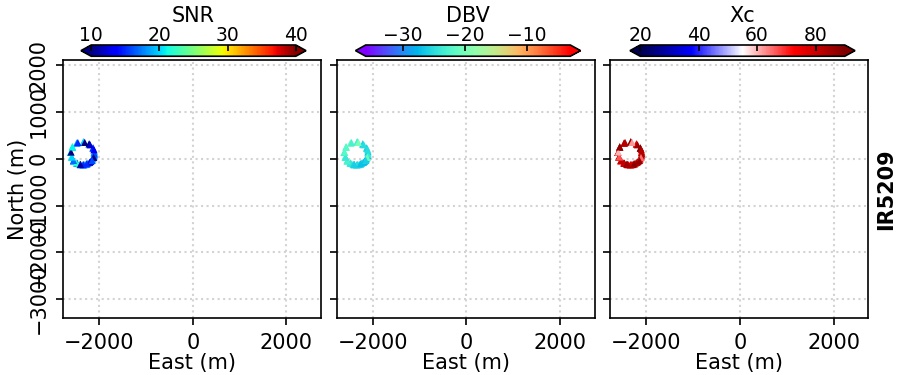 SNR DBV Xc
10 20 30 40 −30 −20 −10 20 40 60 80
North (m)
2000
1000
0
−1000
−2000
−3000
−2000 0 2000 −2000 0 2000 −2000 0 2000
East (m) East (m) East (m)
IR5209